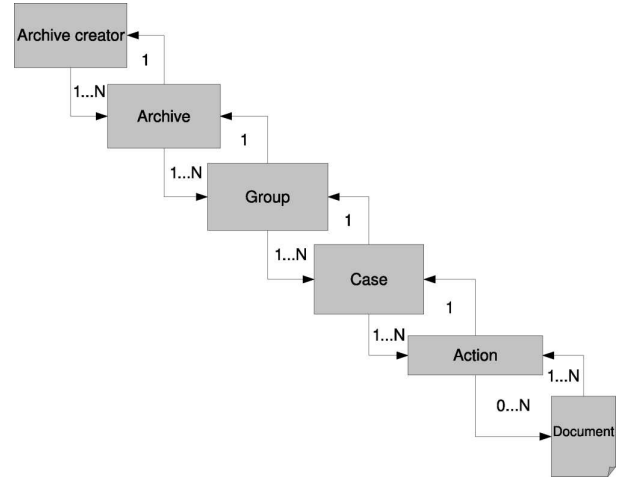 Archive creator
1
1...N
Archive
1
1...N
Group
1
1...N
Case
1
1...N
Action
1...N
0...N
Document